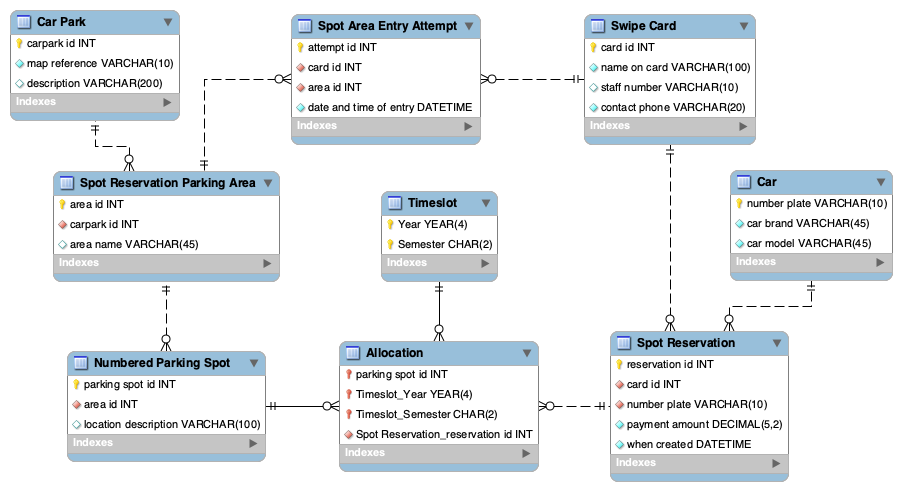 Car Park
carpark id INT
map reference VARCHAR(10)
description VARCHAR(200)
Indexes
Spot Area Entry Attempt
attempt id INT
card id INT
area id INT
date and time of entry DATETIME
Indexes
Swipe Card
card id INT
name on card VARCHAR(100)
staff number VARCHAR(10)
contact phone VARCHAR(20)
Indexes
Spot Reservation Parking Area
area id INT
carpark id INT
area name VARCHAR(45)
Indexes
Timeslot
Year YEAR(4)
Semester CHAR(2)
Indexes
Car
number plate VARCHAR(10)
car brand VARCHAR(45)
car model VARCHAR(45)
Indexes
Numbered Parking Spot
parking spot id INT
area id INT
location description VARCHAR(100)
Indexes
Allocation
parking spot id INT
Timeslot_Year YEAR(4)
Timeslot_Semester CHAR(2)
Spot Reservation_reservation id INT
Indexes
Spot Reservation
reservation id INT
card id INT
number plate VARCHAR(10)
payment amount DECIMAL(5,2)
when created DATETIME
Indexes